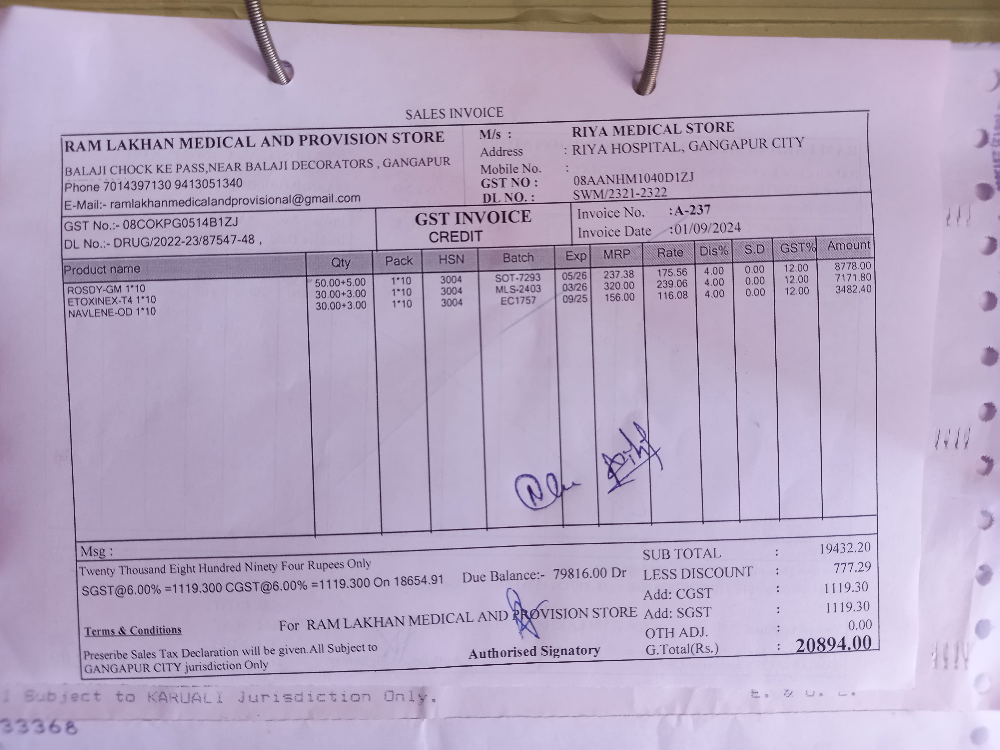 SALES INVOICE
RAM LAKHAN MEDICAL AND PROVISION STORE
BALAJI CHOCK KE PASS,NEAR BALAJI DECORATORS , GANGAPUR
Phone 7014397130 9413051340
E-Mail:- ramlakhanmedicalandprovisional@gmail.com
M/s : RIYA MEDICAL STORE
Address : RIYA HOSPITAL, GANGAPUR CITY
Mobile No. :
GST NO : 08AANHM1040D1ZJ
DL NO. : SWM/2321-2322
GST No.:- 08COKPG0514B1ZJ
DL No.:- DRUG/2022-23/87547-48 ,
GST INVOICE
CREDIT
Invoice No. :A-237
Invoice Date :01/09/2024
Product name Qty Pack HSN Batch Exp MRP Rate Dis% S.D GST% Amount
ROSDY-GM 1*10 50.00+5.00 1*10 3004 SOT-7293 05/26 237.38 175.56 4.00 0.00 12.00 8778.00
ETOXINEX-T4 1*10 30.00+3.00 1*10 3004 MLS-2403 03/26 320.00 239.06 4.00 0.00 12.00 7171.80
NAVLENE-OD 1*10 30.00+3.00 1*10 3004 EC1757 09/25 156.00 116.08 4.00 0.00 12.00 3482.40
Msg :
Twenty Thousand Eight Hundred Ninety Four Rupees Only
SGST@6.00% =1119.300 CGST@6.00% =1119.300 On 18654.91 Due Balance:- 79816.00 Dr
SUB TOTAL : 19432.20
LESS DISCOUNT : 777.29
Add: CGST : 1119.30
Add: SGST : 1119.30
OTH ADJ. : 0.00
G.Total(Rs.) : 20894.00
For RAM LAKHAN MEDICAL AND PROVISION STORE
Terms & Conditions
Preseribe Sales Tax Declaration will be given.All Subject to
GANGAPUR CITY jurisdiction Only
Authorised Signatory
Subject to KARUALI Jurisdiction Only.
33368